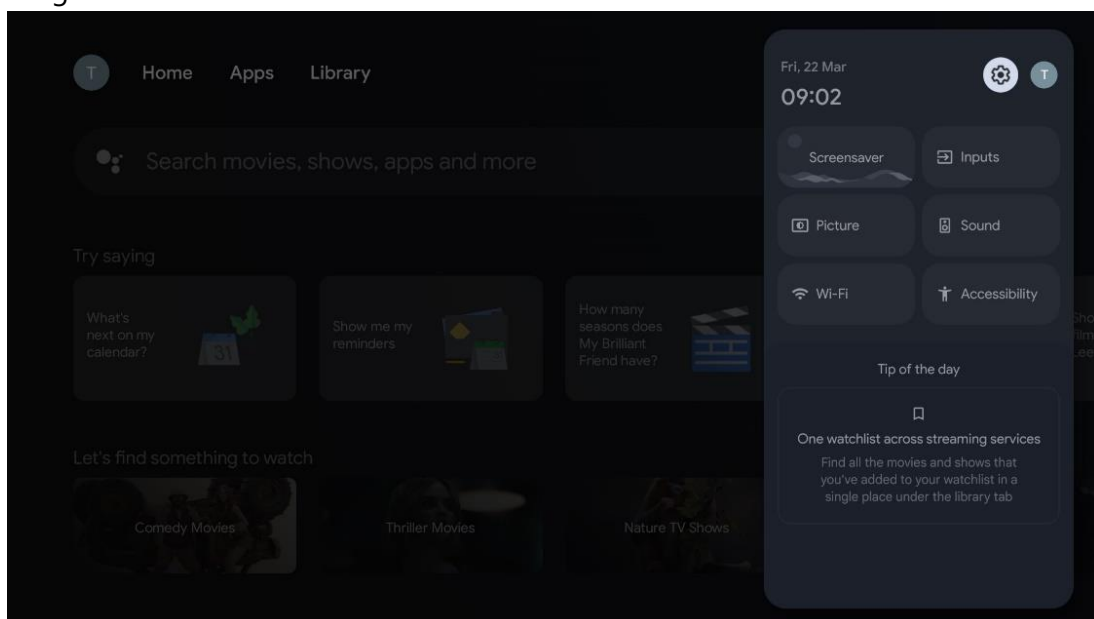 T
Home
Apps
Library
Search movies, shows, apps and more
Try saying
What's
next on my
calendar?
31
Show me my
reminders
How many
seasons does
My Brilliant
Friend have?
Let's find something to watch
Comedy Movies
Thriller Movies
Nature TV Shows
Fri, 22 Mar
09:02
T
Screensaver
Inputs
Picture
Sound
Wi-Fi
Accessibility
Tip of the day
One watchlist across streaming services
Find all the movies and shows that
you've added to your watchlist in a
single place under the library tab